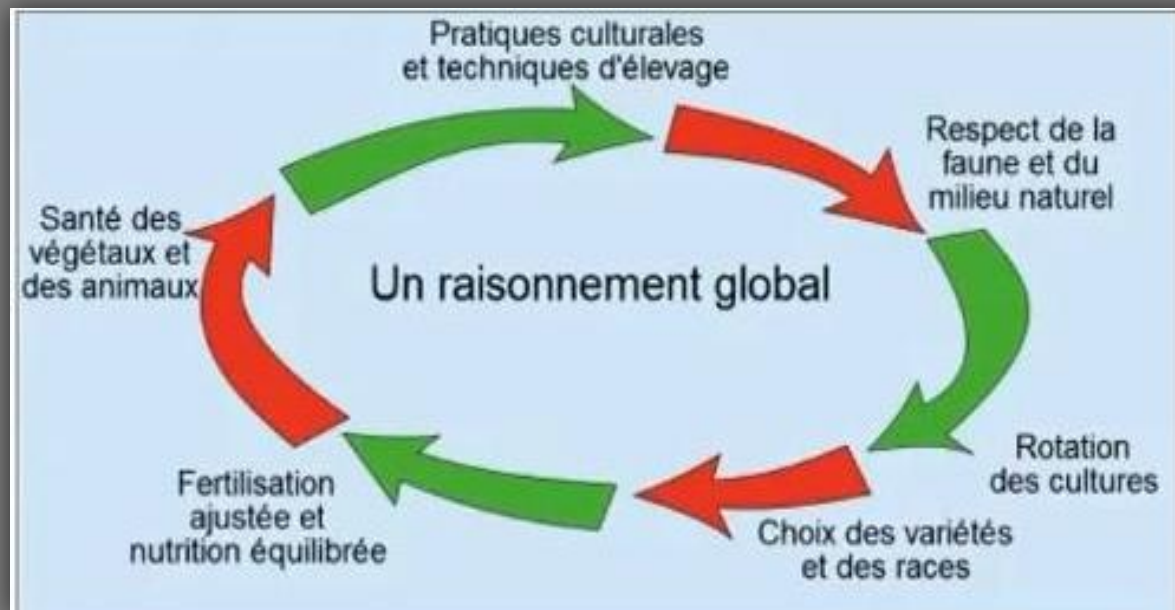 Pratiques culturales
et techniques d'élevage
Respect de la
faune et du
milieu naturel
Santé des
végétaux et
des animaux
Un raisonnement global
Rotation
des cultures
Fertilisation
ajustée et
nutrition équilibrée
Choix des variétés
et des races